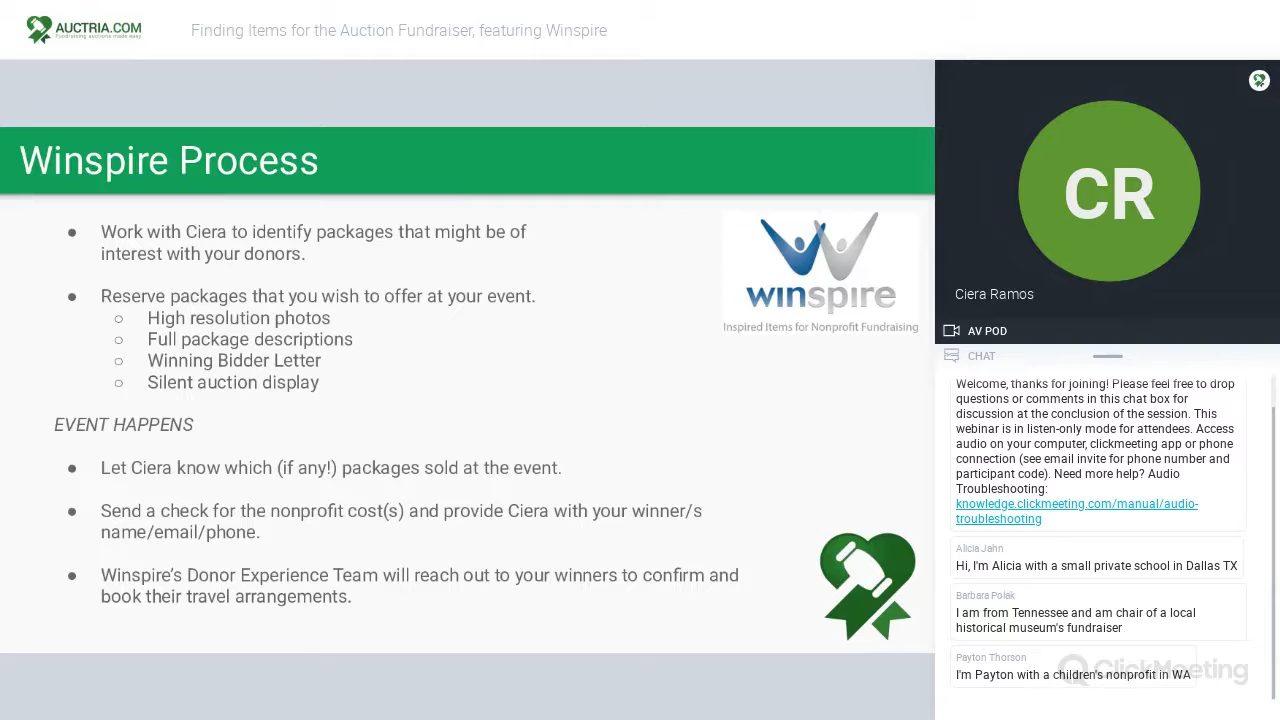 AUCTRIA.COM
Fundraising auctions made easy
Finding Items for the Auction Fundraiser, featuring Winspire
Winspire Process
● Work with Ciera to identify packages that might be of
interest with your donors.
● Reserve packages that you wish to offer at your event.
○ High resolution photos
○ Full package descriptions
○ Winning Bidder Letter
○ Silent auction display
EVENT HAPPENS
● Let Ciera know which (if any!) packages sold at the event.
● Send a check for the nonprofit cost(s) and provide Ciera with your winner/s
name/email/phone.
● Winspire’s Donor Experience Team will reach out to your winners to confirm and
book their travel arrangements.
winspire
Inspired Items for Nonprofit Fundraising
CR
Ciera Ramos
AV POD
CHAT
Welcome, thanks for joining! Please feel free to drop
questions or comments in this chat box for
discussion at the conclusion of the session. This
webinar is in listen-only mode for attendees. Access
audio on your computer, clickmeeting app or phone
connection (see email invite for phone number and
participant code). Need more help? Audio
Troubleshooting:
knowledge.clickmeeting.com/manual/audio-
troubleshooting
Alicia Jahn
Hi, I'm Alicia with a small private school in Dallas TX
Barbara Polak
I am from Tennessee and am chair of a local
historical museum's fundraiser
Payton Thorson
I'm Payton with a children's nonprofit in WA
ClickMeeting